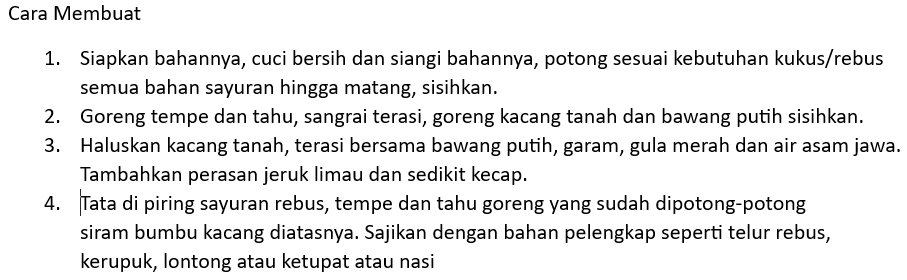 Cara Membuat
1. Siapkan bahannya, cuci bersih dan siangi bahannya, potong sesuai kebutuhan kukus/rebus
semua bahan sayuran hingga matang, sisihkan.
2. Goreng tempe dan tahu, sangrai terasi, goreng kacang tanah dan bawang putih sisihkan.
3. Haluskan kacang tanah, terasi bersama bawang putih, garam, gula merah dan air asam jawa.
Tambahkan perasan jeruk limau dan sedikit kecap.
4. Tata di piring sayuran rebus, tempe dan tahu goreng yang sudah dipotong-potong
siram bumbu kacang diatasnya. Sajikan dengan bahan pelengkap seperti telur rebus,
kerupuk, lontong atau ketupat atau nasi